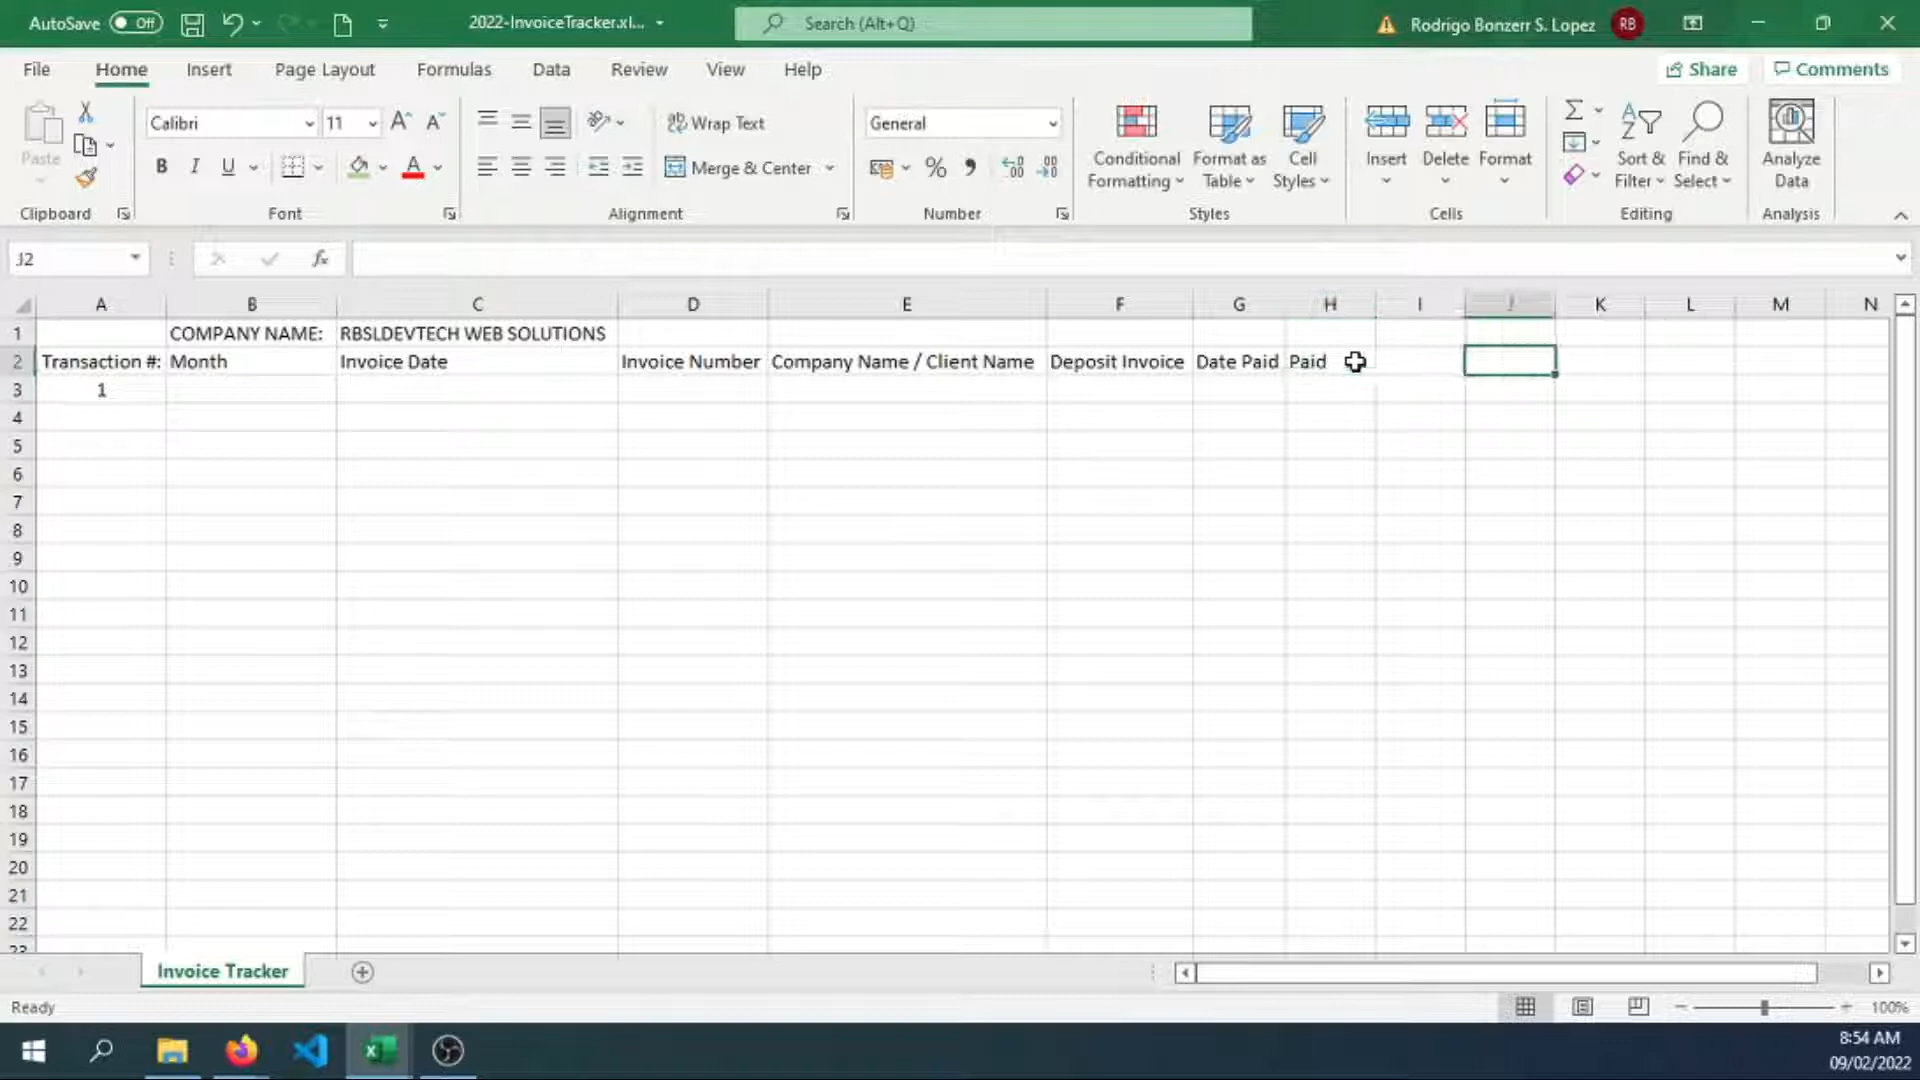 AutoSave Off 2022-InvoiceTracker.xl... Search (Alt+Q) Rodrigo Bonzerr S. Lopez RB
File Home Insert Page Layout Formulas Data Review View Help Share Comments
Calibri 11 A A Wrap Text General
Paste B I U A Merge & Center % , Conditional Formatting Format as Table Cell Styles Insert Delete Format Sort & Filter Find & Select Analyze Data
Clipboard Font Alignment Number Styles Cells Editing Analysis
J2 fx
A B C D E F G H I J K L M N
1 COMPANY NAME: RBSLDEVTECH WEB SOLUTIONS
2 Transaction #: Month Invoice Date Invoice Number Company Name / Client Name Deposit Invoice Date Paid Paid
3 1
4
5
6
7
8
9
10
11
12
13
14
15
16
17
18
19
20
21
22
23
Invoice Tracker
Ready 100%
8:54 AM
09/02/2022